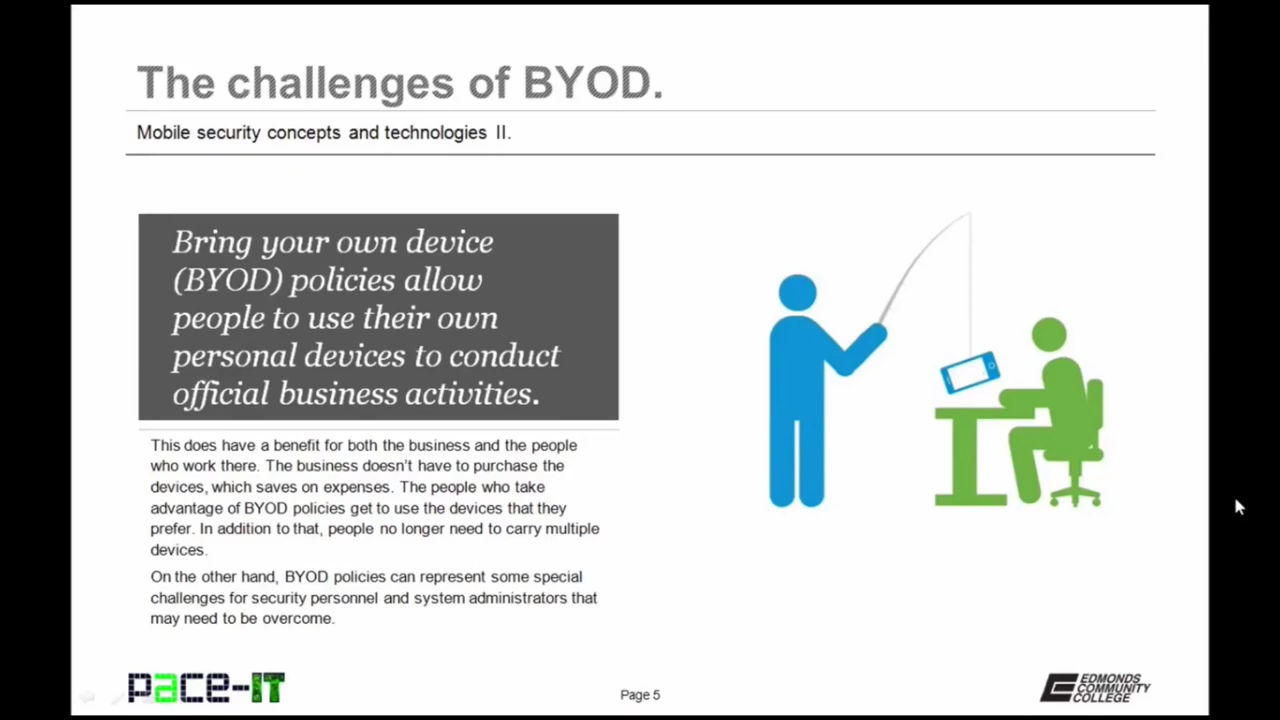 The challenges of BYOD.
Mobile security concepts and technologies II.
Bring your own device
(BYOD) policies allow
people to use their own
personal devices to conduct
official business activities.
This does have a benefit for both the business and the people
who work there. The business doesn't have to purchase the
devices, which saves on expenses. The people who take
advantage of BYOD policies get to use the devices that they
prefer. In addition to that, people no longer need to carry multiple
devices.
On the other hand, BYOD policies can represent some special
challenges for security personnel and system administrators that
may need to be overcome.
pace-IT
Page 5
EDMONDS
COMMUNITY
COLLEGE